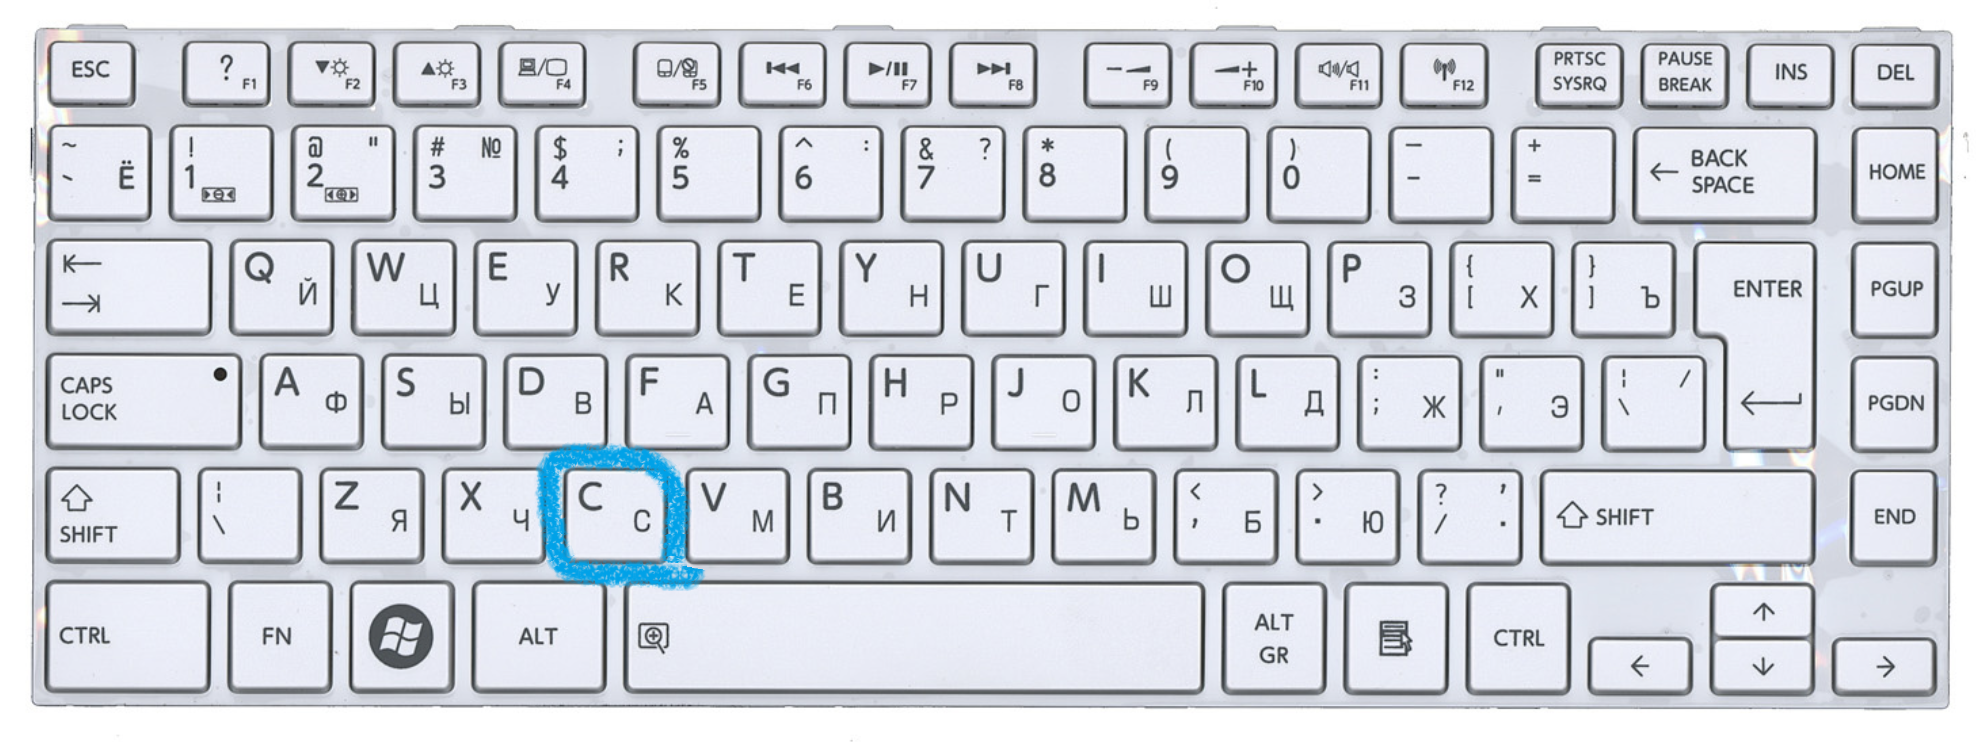 ESC ? F1 F2 F3 F4 F5 F6 F7 F8 F9 F10 F11 F12 PRTSC SYSRQ PAUSE BREAK INS DEL
~ ` Ё ! 1 @ " 2 # № 3 $ ; 4 % 5 ^ : 6 & ? 7 * 8 ( 9 ) 0 — - + = ← BACK SPACE HOME
Q Й W Ц E У R К T Е Y Н U Г I Ш O Щ P З { [ Х } ] Ъ ENTER PGUP
CAPS LOCK A Ф S Ы D В F А G П H Р J О K Л L Д : ; Ж " ' Э ¦ / \ PGDN
SHIFT ¦ \ Z Я X Ч C С V М B И N Т M Ь < , Б > . Ю ? , / . SHIFT END
CTRL FN ALT ALT GR CTRL ← ↑ ↓ →